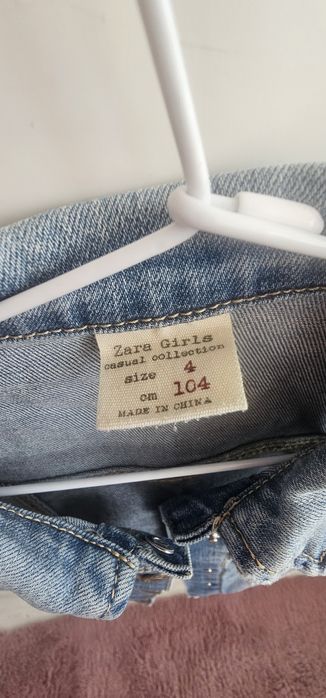 Zara Girls
casual collection
size 4
cm 104
MADE IN CHINA